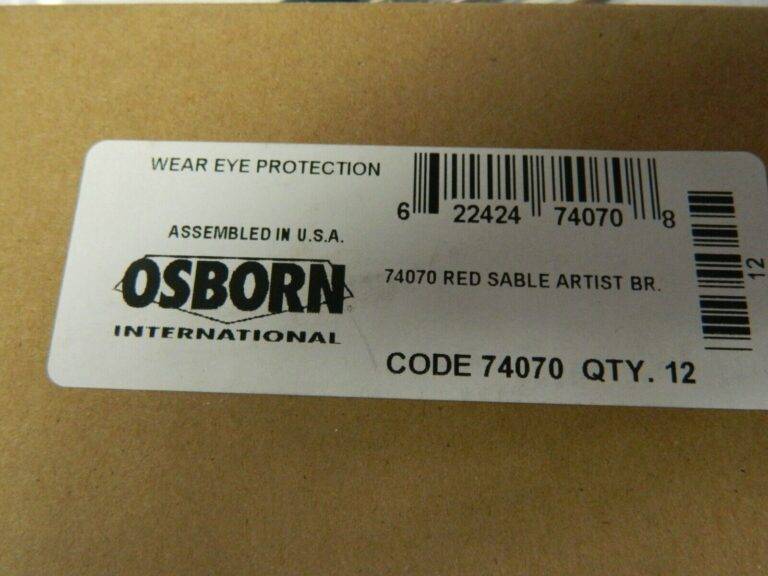 WEAR EYE PROTECTION
6 22424 74070 8
ASSEMBLED IN U.S.A.
OSBORN
INTERNATIONAL
74070 RED SABLE ARTIST BR.
CODE 74070 QTY. 12
12